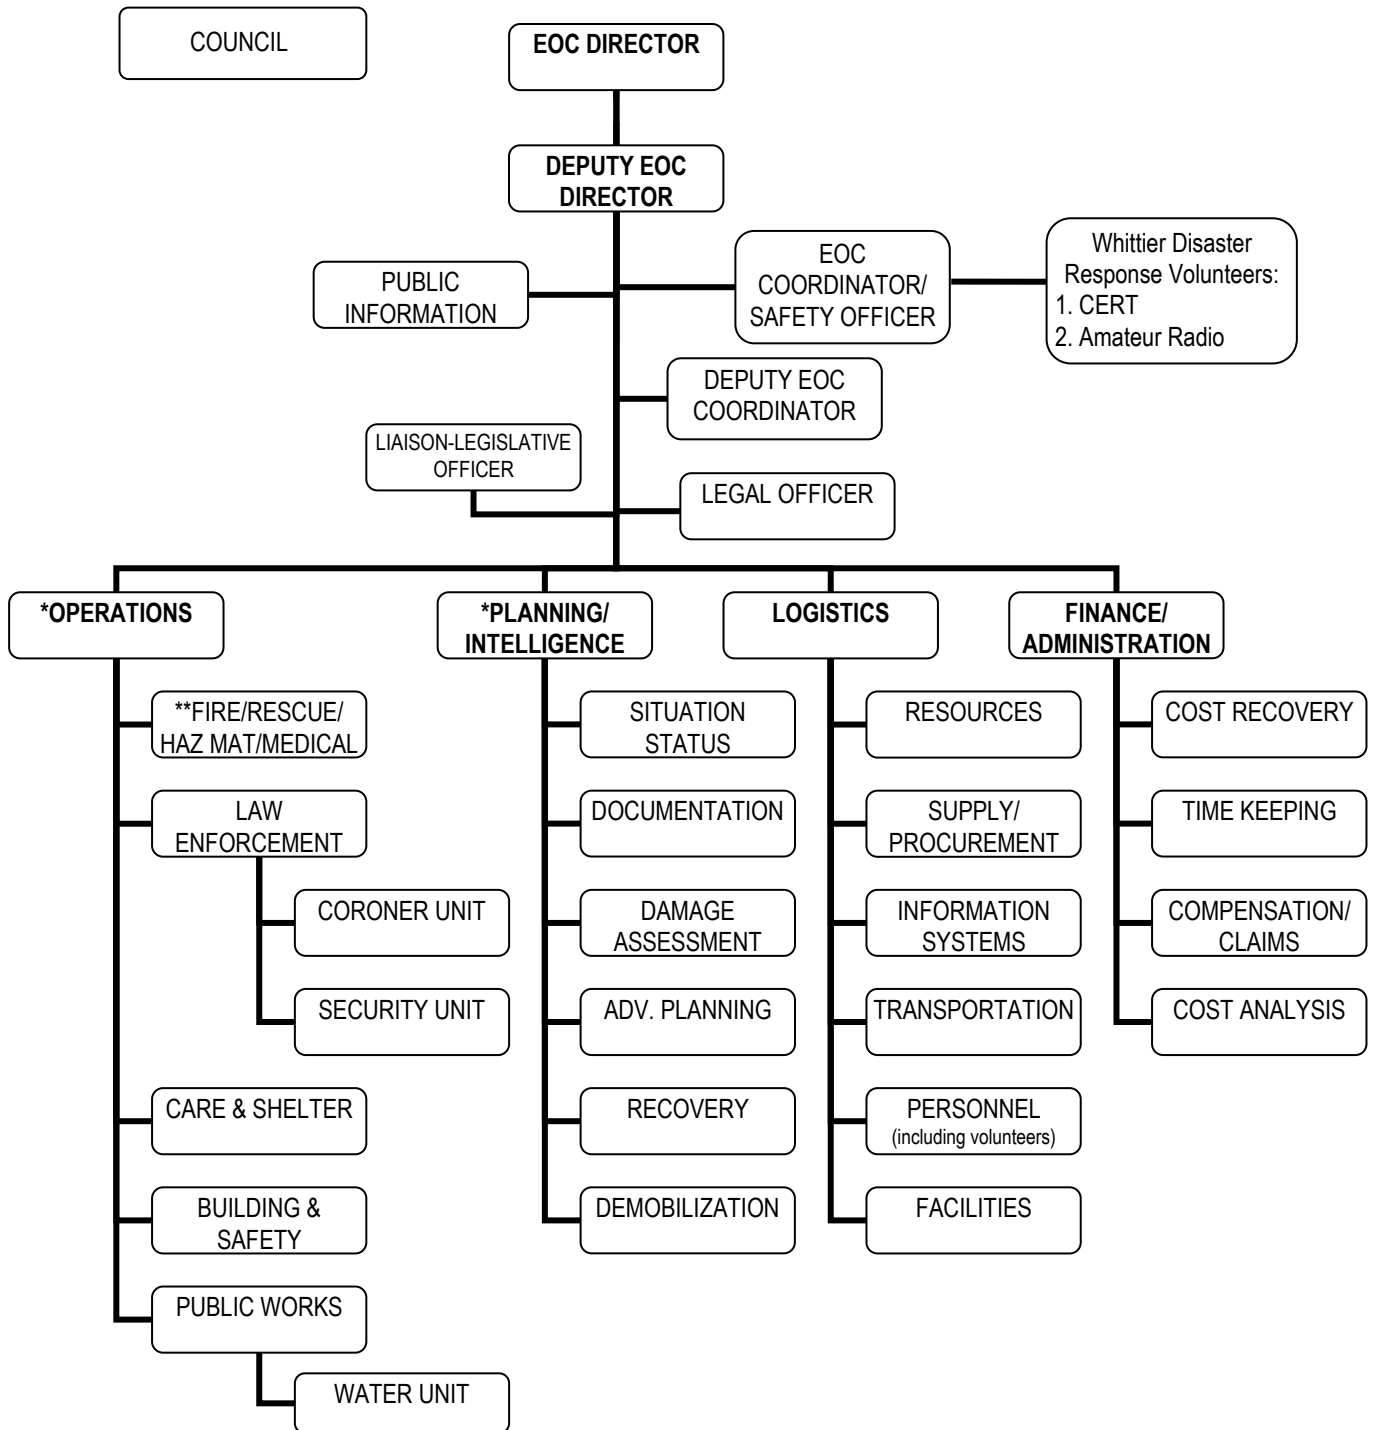 COUNCIL
EOC DIRECTOR
DEPUTY EOC
DIRECTOR
PUBLIC
INFORMATION
EOC
COORDINATOR/
SAFETY OFFICER
Whittier Disaster
Response Volunteers:
1. CERT
2. Amateur Radio
DEPUTY EOC
COORDINATOR
LIAISON-LEGISLATIVE
OFFICER
LEGAL OFFICER
*OPERATIONS
**FIRE/RESCUE/
HAZ MAT/MEDICAL
LAW
ENFORCEMENT
CORONER UNIT
SECURITY UNIT
CARE & SHELTER
BUILDING &
SAFETY
PUBLIC WORKS
WATER UNIT
*PLANNING/
INTELLIGENCE
SITUATION
STATUS
DOCUMENTATION
DAMAGE
ASSESSMENT
ADV. PLANNING
RECOVERY
DEMOBILIZATION
LOGISTICS
RESOURCES
SUPPLY/
PROCUREMENT
INFORMATION
SYSTEMS
TRANSPORTATION
PERSONNEL
(including volunteers)
FACILITIES
FINANCE/
ADMINISTRATION
COST RECOVERY
TIME KEEPING
COMPENSATION/
CLAIMS
COST ANALYSIS